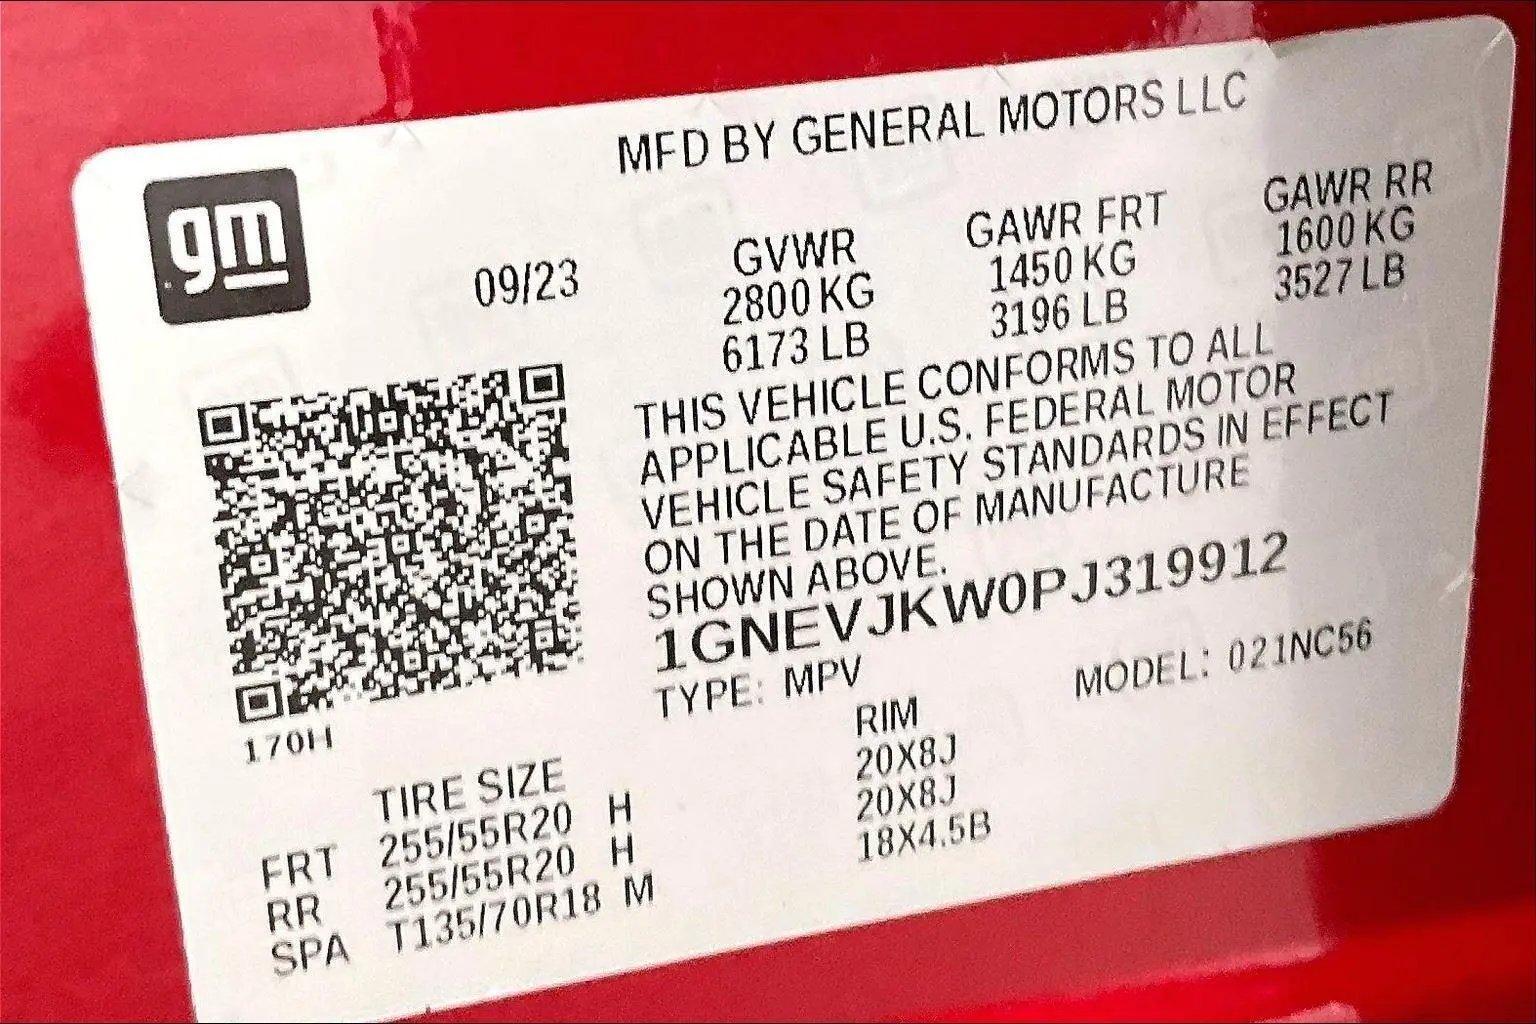 MFD BY GENERAL MOTORS LLC
gm
09/23
GVWR GAWR FRT GAWR RR
2800 KG 1450 KG 1600 KG
6173 LB 3196 LB 3527 LB
THIS VEHICLE CONFORMS TO ALL
APPLICABLE U.S. FEDERAL MOTOR
VEHICLE SAFETY STANDARDS IN EFFECT
ON THE DATE OF MANUFACTURE
SHOWN ABOVE.
1GNEVJKW0PJ319912
TYPE: MPV MODEL: 021NC56
170H
TIRE SIZE RIM
FRT 255/55R20 H 20X8J
RR 255/55R20 H 20X8J
SPA T135/70R18 M 18X4.5B